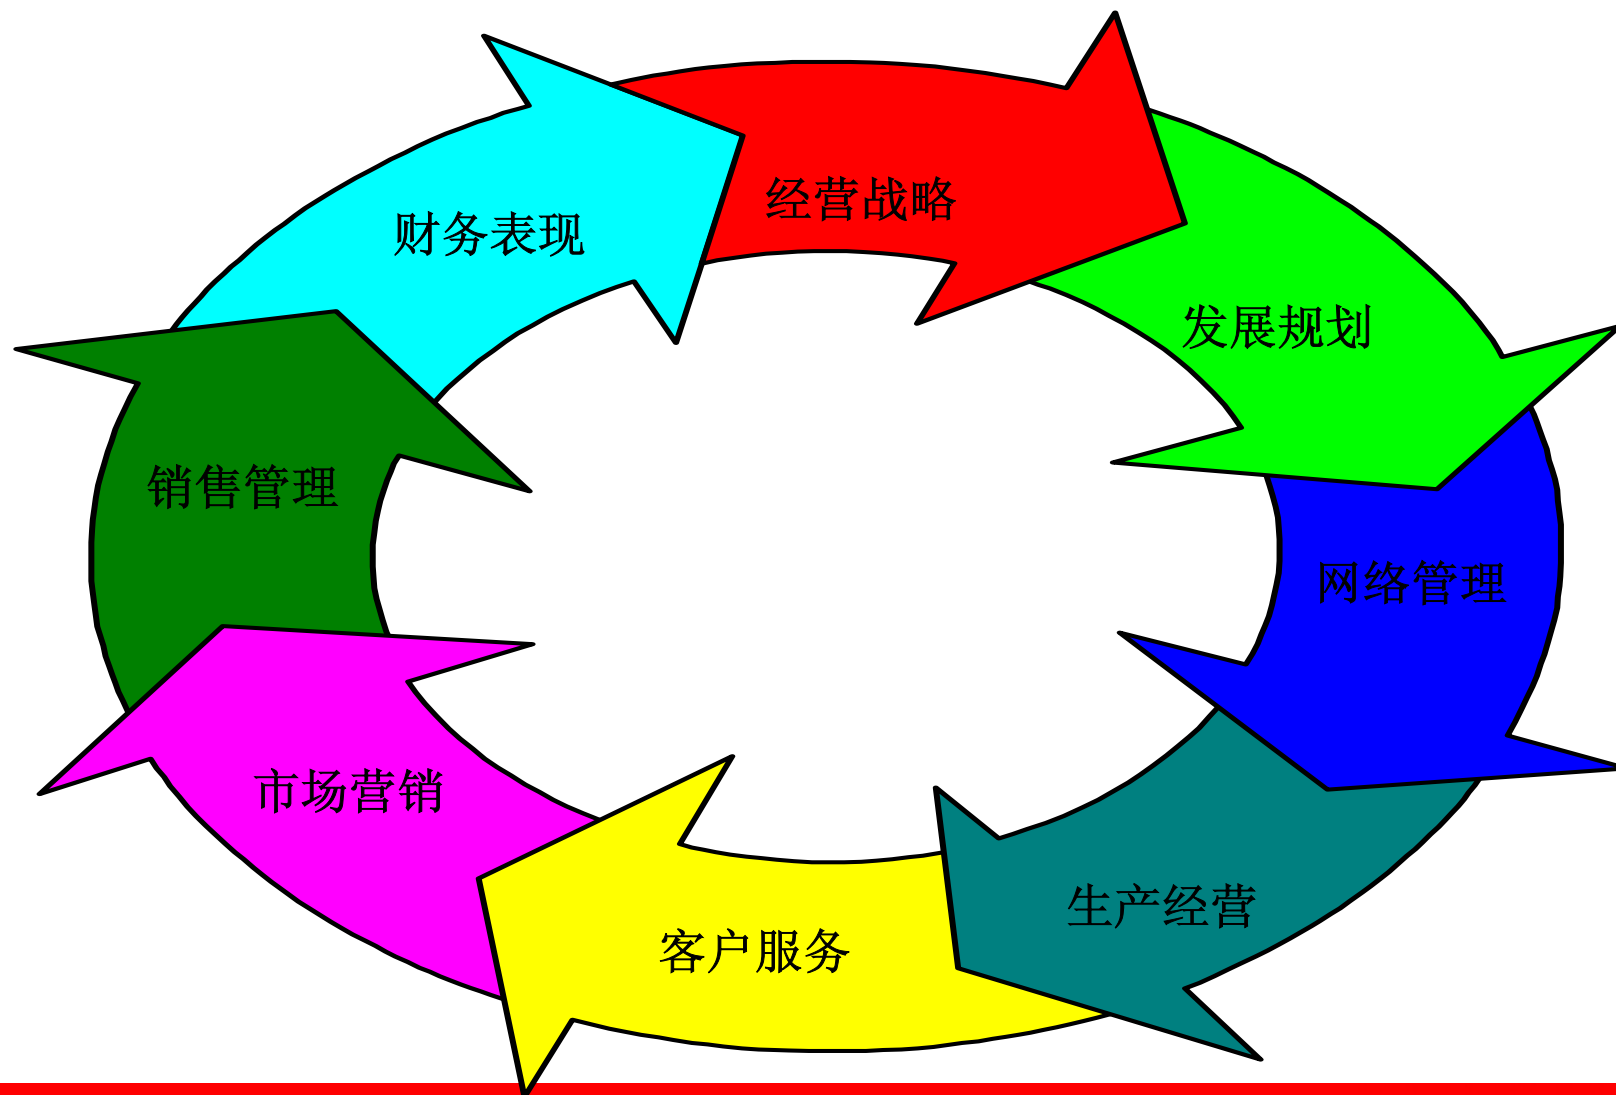 经营战略
发展规划
网络管理
生产经营
客户服务
市场营销
销售管理
财务表现